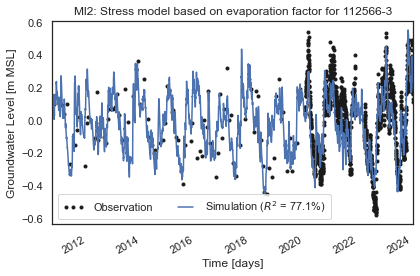 MI2: Stress model based on evaporation factor for 112566-3
Groundwater Level [m MSL]
0.6
0.4
0.2
0.0
−0.2
−0.4
−0.6
Observation
Simulation (R² = 77.1%)
2012
2014
2016
2018
2020
2022
2024
Time [days]